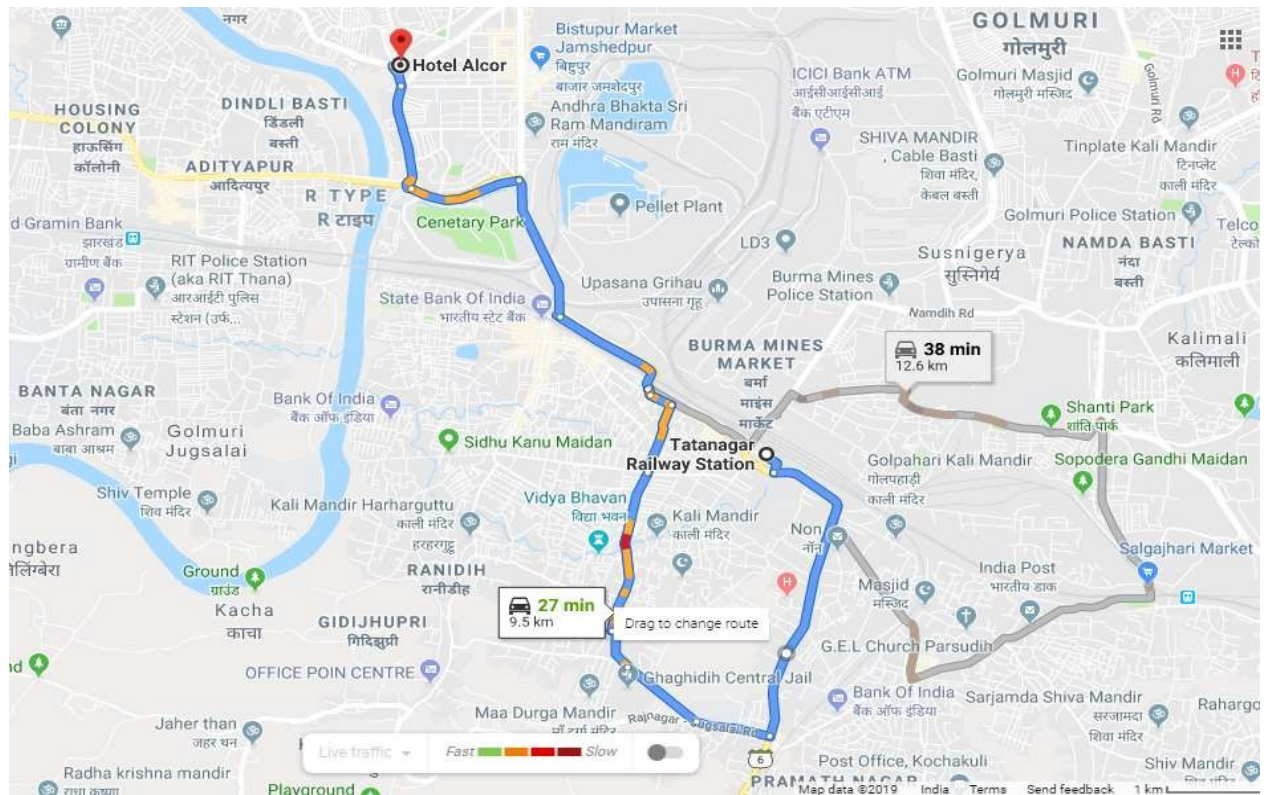 नगर
Hotel Alcor
Bistupur Market
Jamshedpur
बिष्टुपुर
बाजार जमशेदपुर
GOLMURI
गोलमुरी
Golmuri Masjid
गोलमुरी मस्जिद
Golmuri Rd
ICICI Bank ATM
आईसीआईसीआई
बैंक एटीएम
HOUSING
COLONY
हाऊसिंग
कॉलोनी
DINDLI BASTI
डिंडली
बस्ती
Andhra Bhakta Sri
Ram Mandiram
राम मंदिर
SHIVA MANDIR
, Cable Basti
शिवा मंदिर,
केबल बस्ती
Tinplate Kali Mandir
टिनप्लेट
काली मंदिर
ADITYAPUR
आदित्यपुर
R TYPE
R टाइप
Cenetary Park
Pellet Plant
Golmuri Police Station
d Gramin Bank
झारखंड
ग्रामीण बैंक
LD3
Susnigerya
सुस्निगेर्य
NAMDA BASTI
नंदा
बस्ती
Telco
टेल्को
RIT Police Station
(aka RIT Thana)
आरआईटी पुलिस
स्टेशन (उर्फ...
State Bank Of India
भारतीय स्टेट बैंक
Upasana Grihau
उपासना गृहू
Burma Mines
Police Station
Namdih Rd
BURMA MINES
MARKET
बर्मा
माइंस
मार्केट
38 min
12.6 km
Kalimali
कलिमाली
BANTA NAGAR
बंता नगर
Baba Ashram
बाबा आश्रम
Golmuri
Jugsalai
Bank Of India
बैंक ऑफ़ इंडिया
Sidhu Kanu Maidan
Shanti Park
शांति पार्क
Tatanagar
Railway Station
Golpahari Kali Mandir
गोलपहाड़ी
काली मंदिर
Sopodera Gandhi Maidan
Shiv Temple
शिव मंदिर
Kali Mandir Harharguttu
काली मंदिर
हरहरगुट्टू
Vidya Bhavan
विद्या भवन
Kali Mandir
काली मंदिर
Non
नॉन
Salgajhari Market
ngbera
Ground
ग्राउंड
RANIDIH
रानीडीह
India Post
भारतीय डाक
Masjid
मस्जिद
Kacha
काचा
GIDIJHUPRI
गिदिझुप्री
27 min
9.5 km
Drag to change route
G.E.L Church Parsudih
OFFICE POIN CENTRE
Ghaghidih Central Jail
Bank Of India
बैंक ऑफ़ इंडिया
Sarjamda Shiva Mandir
सरजामदा
शिवा मंदिर
Rahargo
Jaher than
जहर थन
Maa Durga Mandir
माँ दुर्गा मंदिर
Rajnagar - Jugsalai Rd
Live traffic
Fast
Slow
6
Post Office, Kochakuli
Shiv Mandir
शिव मंदिर
Radha krishna mandir
राधा कृष्णा
Playground
PRAMATH NAGAR
Map data ©2019
India
Terms
Send feedback
1 km